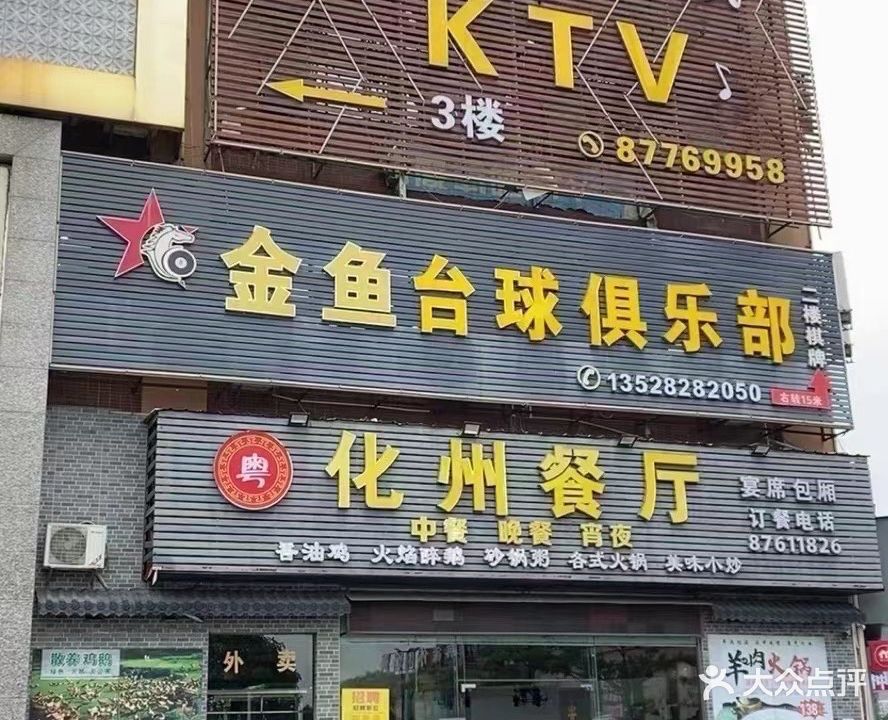 KTV
3楼
87769958
金鱼台球俱乐部
二楼棋牌
13528282050
右转15米
粤
化州餐厅
宴席包厢
中餐 晚餐 宵夜
订餐电话
87611826
香油鸡 火焰醉鹅 砂锅粥 各式火锅 美味小炒
散养鸡鹅
外卖
招聘
羊肉火锅
138
大众点评